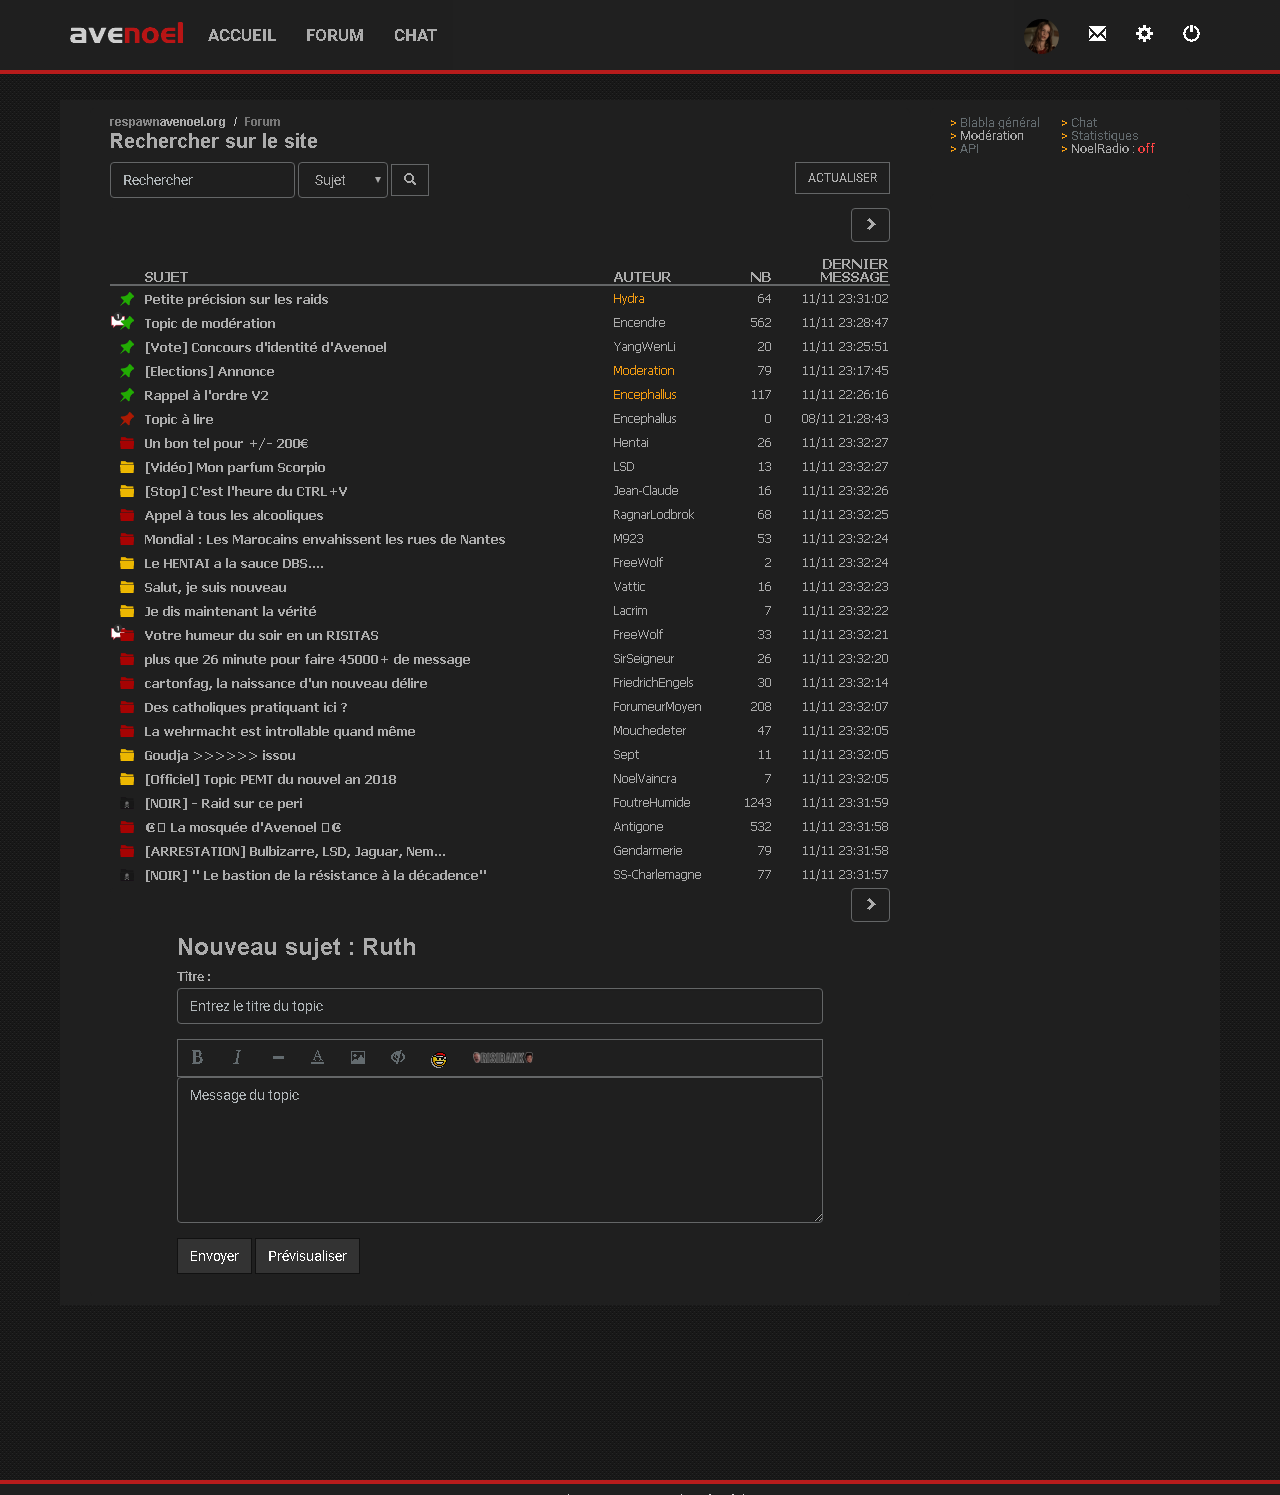 avenoel ACCUEIL FORUM CHAT
respawnavenoel.org / Forum
Rechercher sur le site
> Blabla général > Chat
> Modération > Statistiques
> API > NoelRadio : off
Rechercher Sujet ACTUALISER
SUJET AUTEUR NB DERNIER MESSAGE
Petite précision sur les raids Hydra 64 11/11 23:31:02
Topic de modération Encendre 562 11/11 23:28:47
[Vote] Concours d'identité d'Avenoel YangWenLi 20 11/11 23:25:51
[Elections] Annonce Moderation 79 11/11 23:17:45
Rappel à l'ordre V2 Encephallus 117 11/11 22:26:16
Topic à lire Encephallus 0 08/11 21:28:43
Un bon tel pour +/- 200€ Hentai 26 11/11 23:32:27
[Vidéo] Mon parfum Scorpio LSD 13 11/11 23:32:27
[Stop] C'est l'heure du CTRL+V Jean-Claude 16 11/11 23:32:26
Appel à tous les alcooliques RagnarLodbrok 68 11/11 23:32:25
Mondial : Les Marocains envahissent les rues de Nantes M923 53 11/11 23:32:24
Le HENTAI a la sauce DBS.... FreeWolf 2 11/11 23:32:24
Salut, je suis nouveau Vattic 16 11/11 23:32:23
Je dis maintenant la vérité Lacrim 7 11/11 23:32:22
Votre humeur du soir en un RISITAS FreeWolf 33 11/11 23:32:21
plus que 26 minute pour faire 45000+ de message SirSeigneur 26 11/11 23:32:20
cartonfag, la naissance d'un nouveau délire FriedrichEngels 30 11/11 23:32:14
Des catholiques pratiquant ici ? ForumeurMoyen 208 11/11 23:32:07
La wehrmacht est introllable quand même Mouchedeter 47 11/11 23:32:05
Goudja >>>>>> issou Sept 11 11/11 23:32:05
[Officiel] Topic PEMT du nouvel an 2018 NoelVaincra 7 11/11 23:32:05
[NOIR] - Raid sur ce peri FoutreHumide 1243 11/11 23:31:59
☪ La mosquée d'Avenoel ☪ Antigone 532 11/11 23:31:58
[ARRESTATION] Bulbizarre, LSD, Jaguar, Nem... Gendarmerie 79 11/11 23:31:58
[NOIR] " Le bastion de la résistance à la décadence" SS-Charlemagne 77 11/11 23:31:57
Nouveau sujet : Ruth
Titre :
Entrez le titre du topic
B I A RISIBANK
Message du topic
Envoyer Prévisualiser